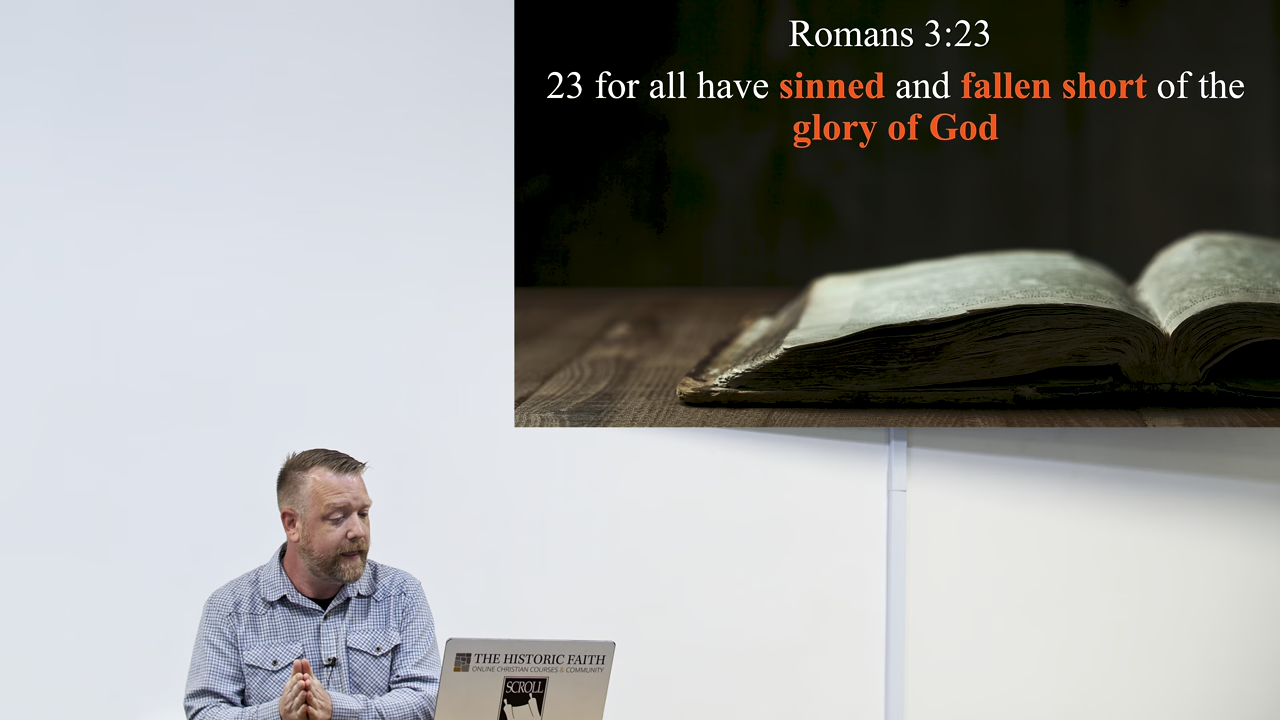 Romans 3:23
23 for all have sinned and fallen short of the
glory of God
THE HISTORIC FAITH
ONLINE CHRISTIAN COURSES & COMMUNITY
SCROLL